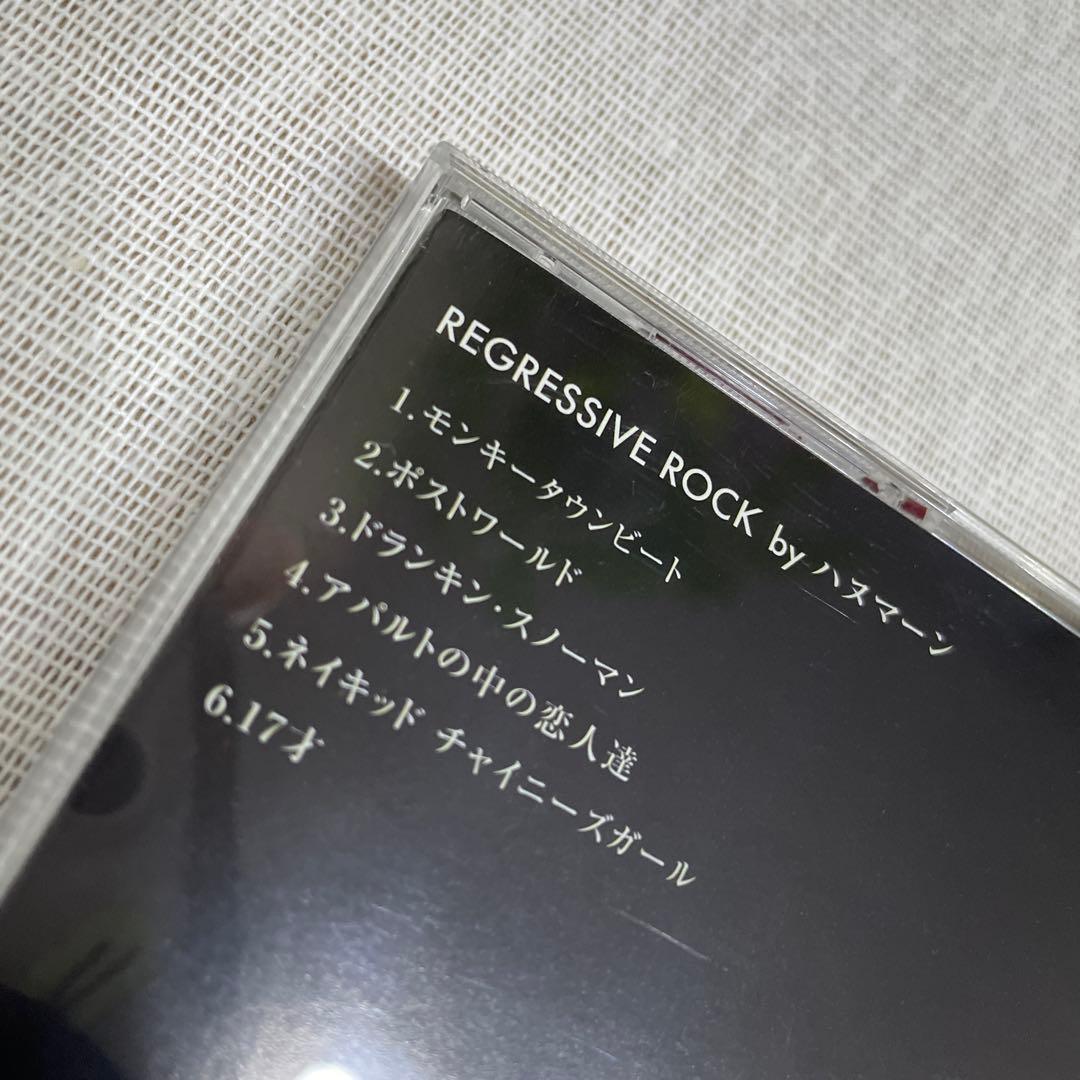 REGRESSIVE ROCK by ハヌマーン
1.モンキータウンビート
2.ポストワールド
3.ドランキン・スノーマン
4.アパルトの中の恋人達
5.ネイキッド チャイニーズガール
6.17才